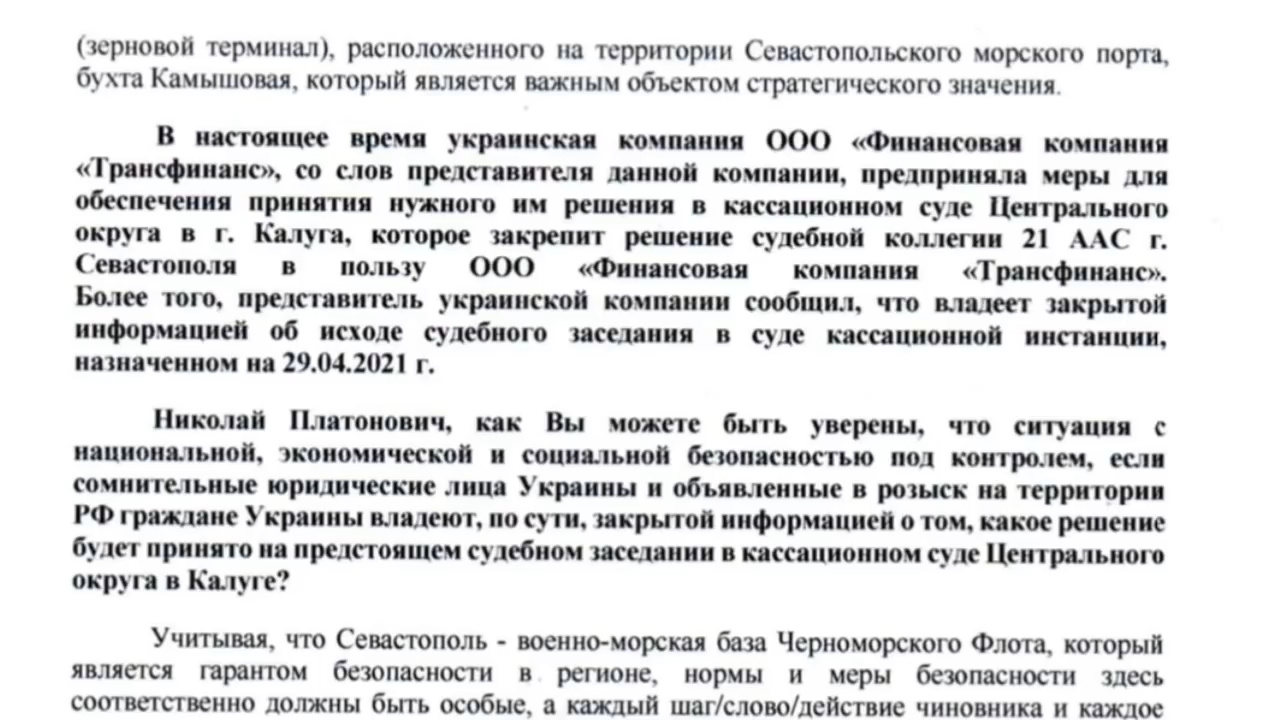 (зерновой терминал), расположенного на территории Севастопольского морского порта,
бухта Камышовая, который является важным объектом стратегического значения.
В настоящее время украинская компания ООО «Финансовая компания
«Трансфинанс», со слов представителя данной компании, предприняла меры для
обеспечения принятия нужного им решения в кассационном суде Центрального
округа в г. Калуга, которое закрепит решение судебной коллегии 21 ААС г.
Севастополя в пользу ООО «Финансовая компания «Трансфинанс».
Более того, представитель украинской компании сообщил, что владеет закрытой
информацией об исходе судебного заседания в суде кассационной инстанции,
назначенном на 29.04.2021 г.
Николай Платонович, как Вы можете быть уверены, что ситуация с
национальной, экономической и социальной безопасностью под контролем, если
сомнительные юридические лица Украины и объявленные в розыск на территории
РФ граждане Украины владеют, по сути, закрытой информацией о том, какое решение
будет принято на предстоящем судебном заседании в кассационном суде Центрального
округа в Калуге?
Учитывая, что Севастополь - военно-морская база Черноморского Флота, который
является гарантом безопасности в регионе, нормы и меры безопасности здесь
соответственно должны быть особые, а каждый шаг/слово/действие чиновника и каждое